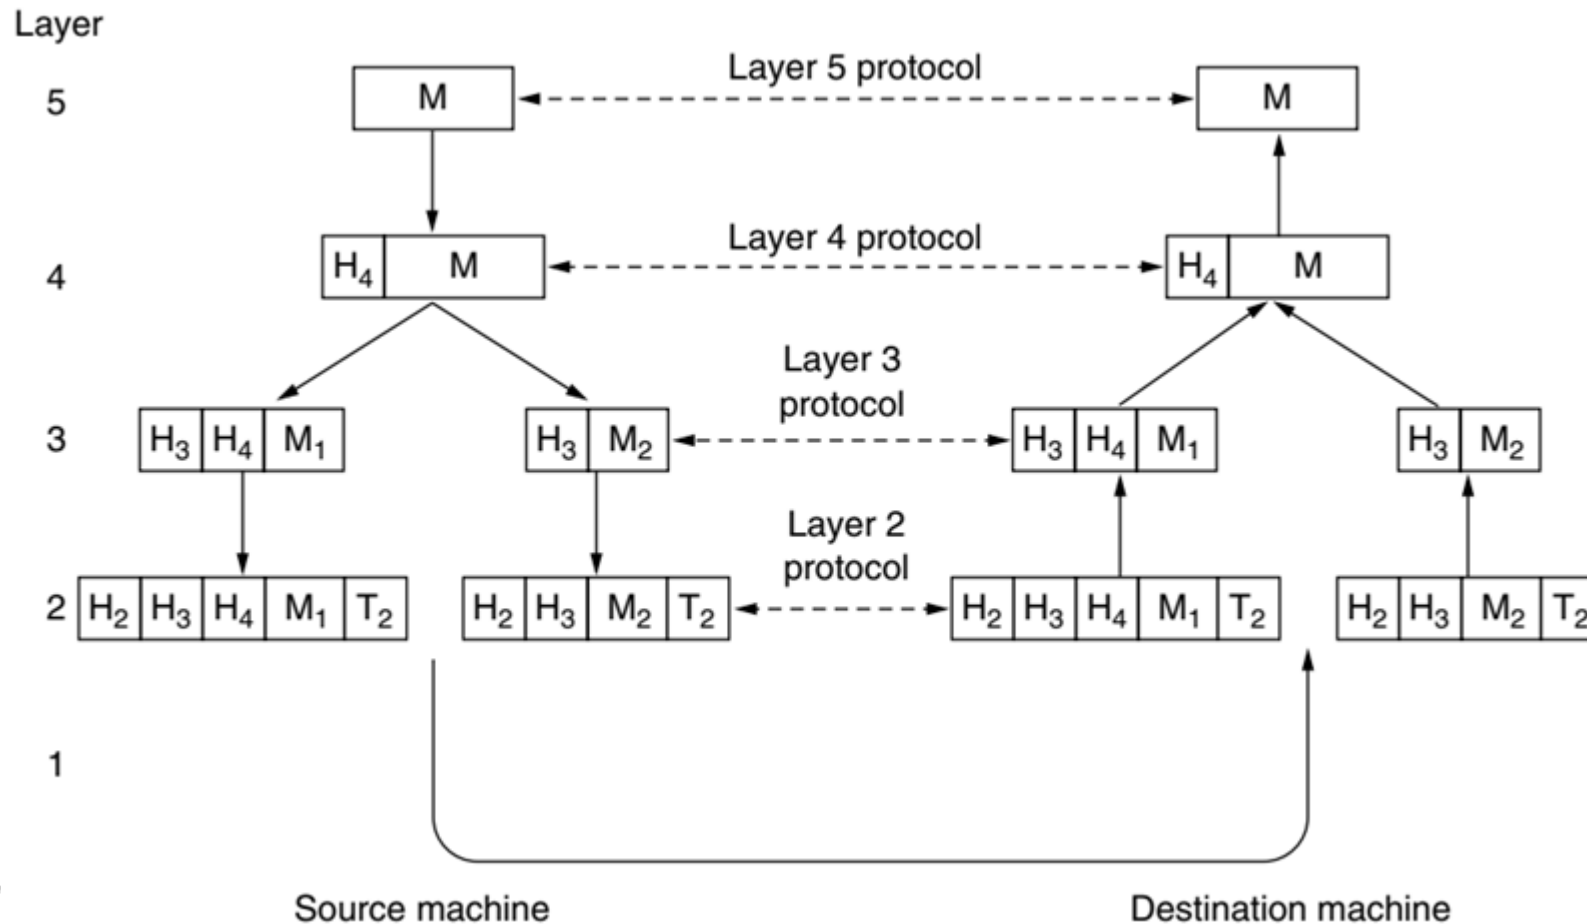 Layer
5 M Layer 5 protocol M
4 H₄ M Layer 4 protocol H₄ M
Layer 3
protocol
3 H₃ H₄ M₁ H₃ M₂ H₃ H₄ M₁ H₃ M₂
Layer 2
protocol
2 H₂ H₃ H₄ M₁ T₂ H₂ H₃ M₂ T₂ H₂ H₃ H₄ M₁ T₂ H₂ H₃ M₂ T₂
1
Source machine Destination machine